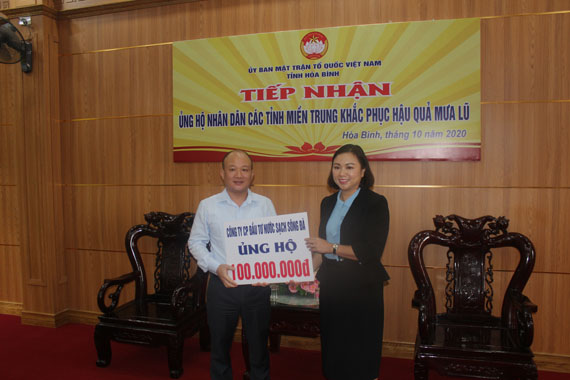 ỦY BAN MẶT TRẬN TỔ QUỐC VIỆT NAM
TỈNH HÒA BÌNH
TIẾP NHẬN
ỦNG HỘ NHÂN DÂN CÁC TỈNH MIỀN TRUNG KHẮC PHỤC HẬU QUẢ MƯA LŨ
Hòa Bình, tháng 10 năm 2020
CÔNG TY CP ĐẦU TƯ NƯỚC SẠCH SÔNG ĐÀ
ỦNG HỘ
100.000.000đ